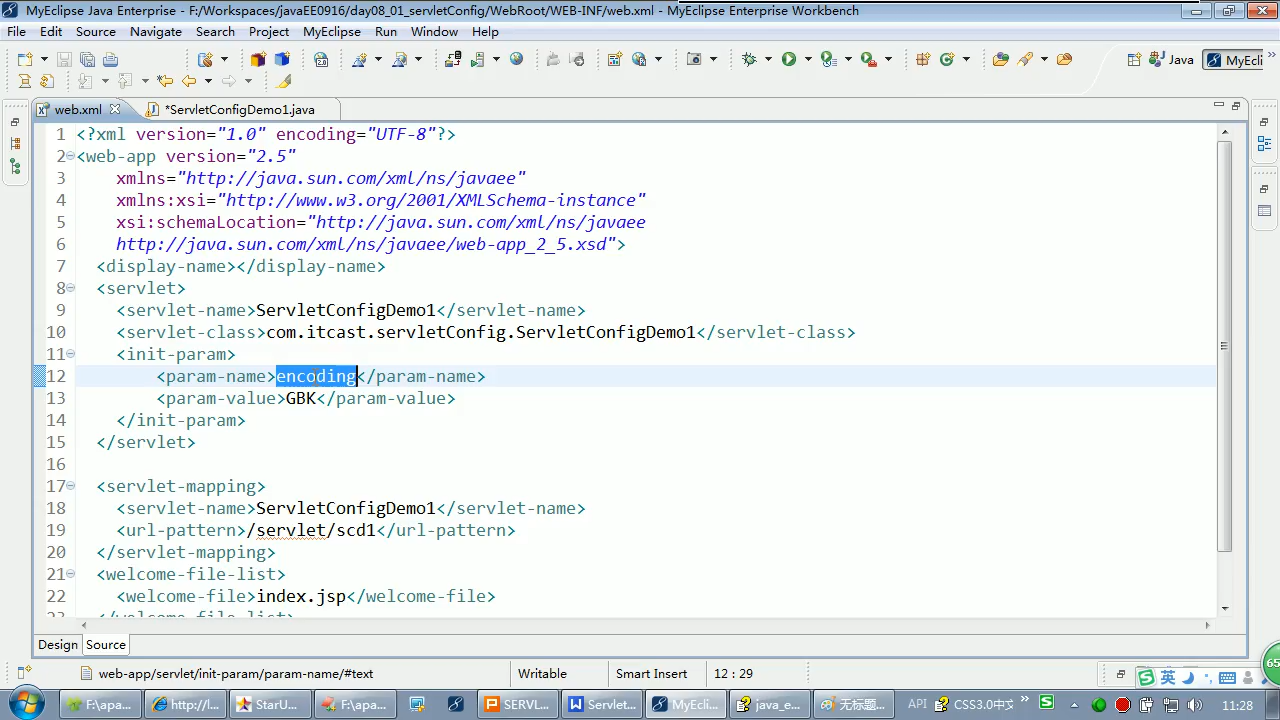 MyEclipse Java Enterprise - F:/Workspaces/javaEE0916/day08_01_servletConfig/WebRoot/WEB-INF/web.xml - MyEclipse Enterprise Workbench
File Edit Source Navigate Search Project MyEclipse Run Window Help
Java MyEcli
web.xml *ServletConfigDemo1.java
1 <?xml version="1.0" encoding="UTF-8"?>
2 <web-app version="2.5"
3 xmlns="http://java.sun.com/xml/ns/javaee"
4 xmlns:xsi="http://www.w3.org/2001/XMLSchema-instance"
5 xsi:schemaLocation="http://java.sun.com/xml/ns/javaee
6 http://java.sun.com/xml/ns/javaee/web-app_2_5.xsd">
7 <display-name></display-name>
8 <servlet>
9 <servlet-name>ServletConfigDemo1</servlet-name>
10 <servlet-class>com.itcast.servletConfig.ServletConfigDemo1</servlet-class>
11 <init-param>
12 <param-name>encoding</param-name>
13 <param-value>GBK</param-value>
14 </init-param>
15 </servlet>
16
17 <servlet-mapping>
18 <servlet-name>ServletConfigDemo1</servlet-name>
19 <url-pattern>/servlet/scd1</url-pattern>
20 </servlet-mapping>
21 <welcome-file-list>
22 <welcome-file>index.jsp</welcome-file>
23 </welcome-file-list>
Design Source
web-app/servlet/init-param/param-name/#text Writable Smart Insert 12 : 29
英
65
F:\apa... http://l... StarU... F:\apa... SERVL... Servlet... MyEcli... java_e... 无标题... API CSS3.0中文 » 11:28